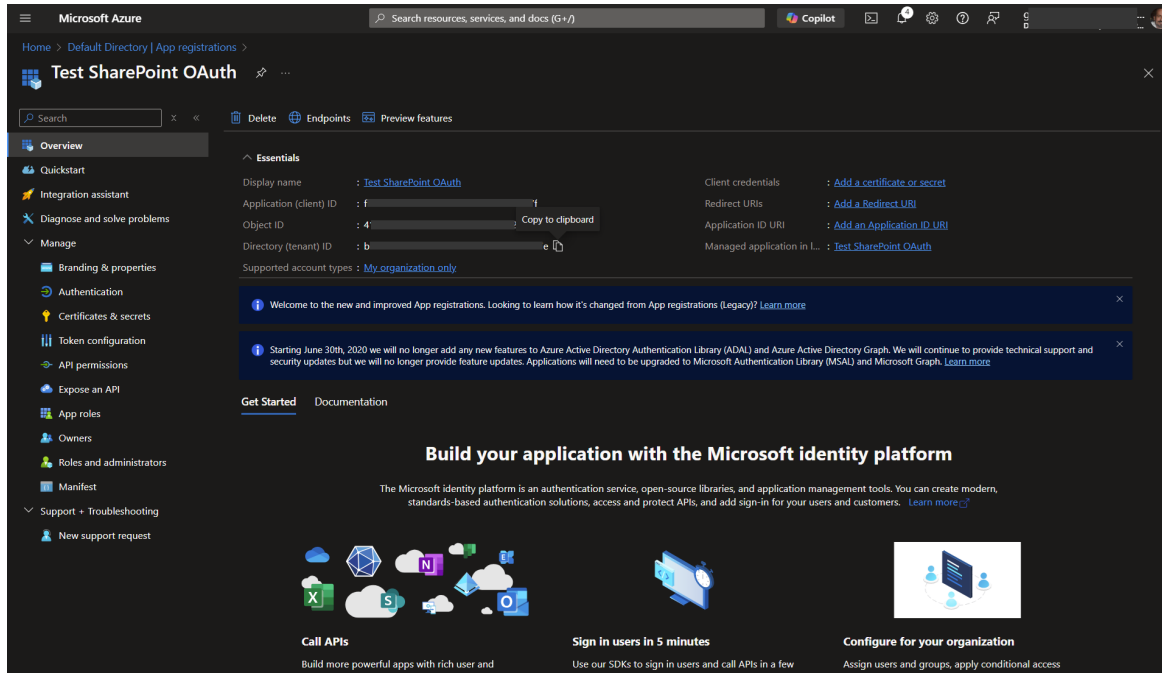 Microsoft Azure
Search resources, services, and docs (G+/)
Copilot
4
Home > Default Directory | App registrations >
Test SharePoint OAuth
Search
Delete
Endpoints
Preview features
Overview
Quickstart
Integration assistant
Diagnose and solve problems
Manage
Branding & properties
Authentication
Certificates & secrets
Token configuration
API permissions
Expose an API
App roles
Owners
Roles and administrators
Manifest
Support + Troubleshooting
New support request
Essentials
Display name : Test SharePoint OAuth
Application (client) ID : f
Object ID : 4
Directory (tenant) ID : b e
Supported account types : My organization only
Copy to clipboard
Client credentials : Add a certificate or secret
Redirect URIs : Add a Redirect URI
Application ID URI : Add an Application ID URI
Managed application in l... : Test SharePoint OAuth
Welcome to the new and improved App registrations. Looking to learn how it's changed from App registrations (Legacy)? Learn more
Starting June 30th, 2020 we will no longer add any new features to Azure Active Directory Authentication Library (ADAL) and Azure Active Directory Graph. We will continue to provide technical support and
security updates but we will no longer provide feature updates. Applications will need to be upgraded to Microsoft Authentication Library (MSAL) and Microsoft Graph. Learn more
Get Started
Documentation
Build your application with the Microsoft identity platform
The Microsoft identity platform is an authentication service, open-source libraries, and application management tools. You can create modern,
standards-based authentication solutions, access and protect APIs, and add sign-in for your users and customers. Learn more
N
E
X
S
O
Call APIs
Build more powerful apps with rich user and
Sign in users in 5 minutes
Use our SDKs to sign in users and call APIs in a few
Configure for your organization
Assign users and groups, apply conditional access